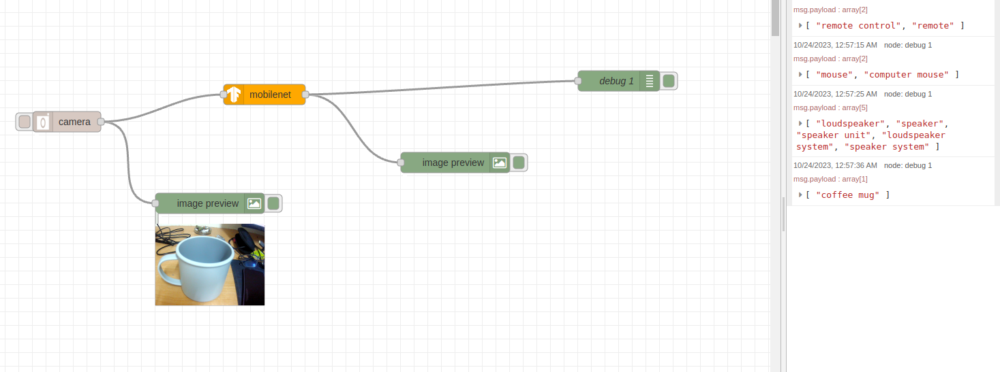 camera
mobilenet
debug 1
image preview
image preview
msg.payload : array[2]
[ "remote control", "remote" ]
10/24/2023, 12:57:15 AM node: debug 1
msg.payload : array[2]
[ "mouse", "computer mouse" ]
10/24/2023, 12:57:25 AM node: debug 1
msg.payload : array[5]
[ "loudspeaker", "speaker",
"speaker unit", "loudspeaker
system", "speaker system" ]
10/24/2023, 12:57:36 AM node: debug 1
msg.payload : array[1]
[ "coffee mug" ]